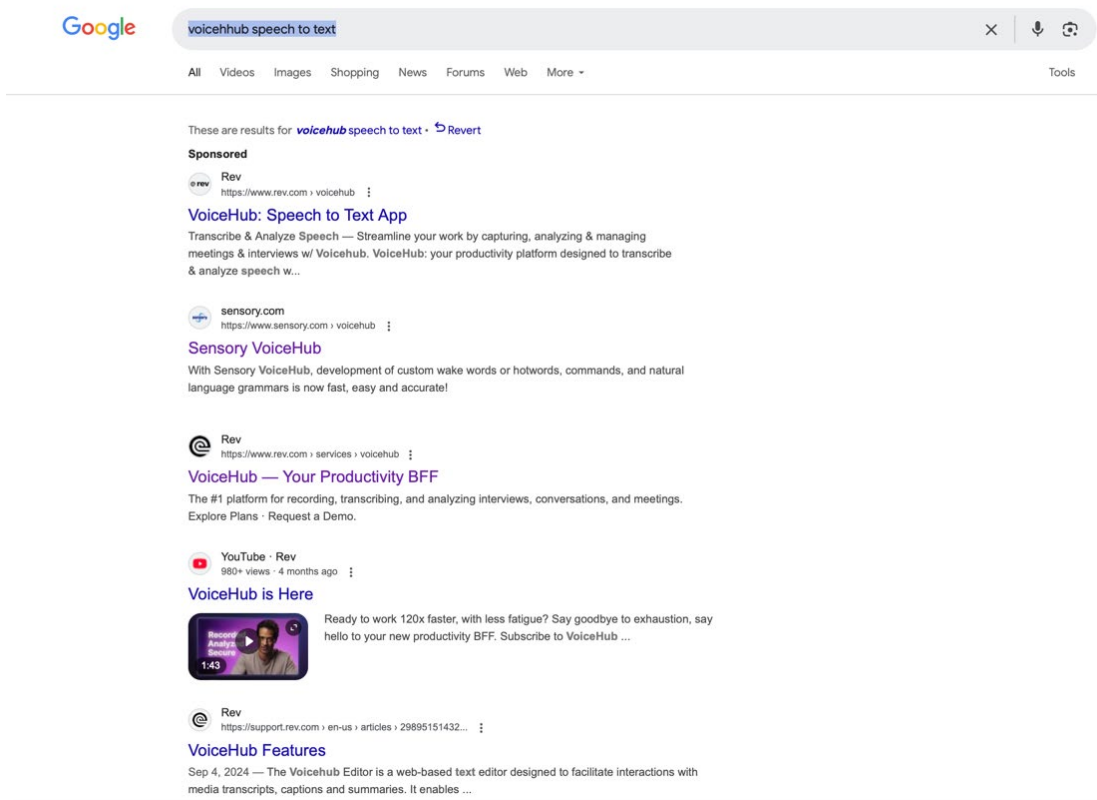 Google
voicehhub speech to text
All Videos Images Shopping News Forums Web More Tools
These are results for voicehub speech to text · Revert
Sponsored
rev
Rev
https://www.rev.com › voicehub
VoiceHub: Speech to Text App
Transcribe & Analyze Speech — Streamline your work by capturing, analyzing & managing
meetings & interviews w/ Voicehub. VoiceHub: your productivity platform designed to transcribe
& analyze speech w...
sensory.com
https://www.sensory.com › voicehub
Sensory VoiceHub
With Sensory VoiceHub, development of custom wake words or hotwords, commands, and natural
language grammars is now fast, easy and accurate!
Rev
https://www.rev.com › services › voicehub
VoiceHub — Your Productivity BFF
The #1 platform for recording, transcribing, and analyzing interviews, conversations, and meetings.
Explore Plans · Request a Demo.
YouTube · Rev
980+ views · 4 months ago
VoiceHub is Here
Record
Analyze
Secure
1:43
Ready to work 120x faster, with less fatigue? Say goodbye to exhaustion, say
hello to your new productivity BFF. Subscribe to VoiceHub ...
Rev
https://support.rev.com › en-us › articles › 29895151432...
VoiceHub Features
Sep 4, 2024 — The Voicehub Editor is a web-based text editor designed to facilitate interactions with
media transcripts, captions and summaries. It enables ...